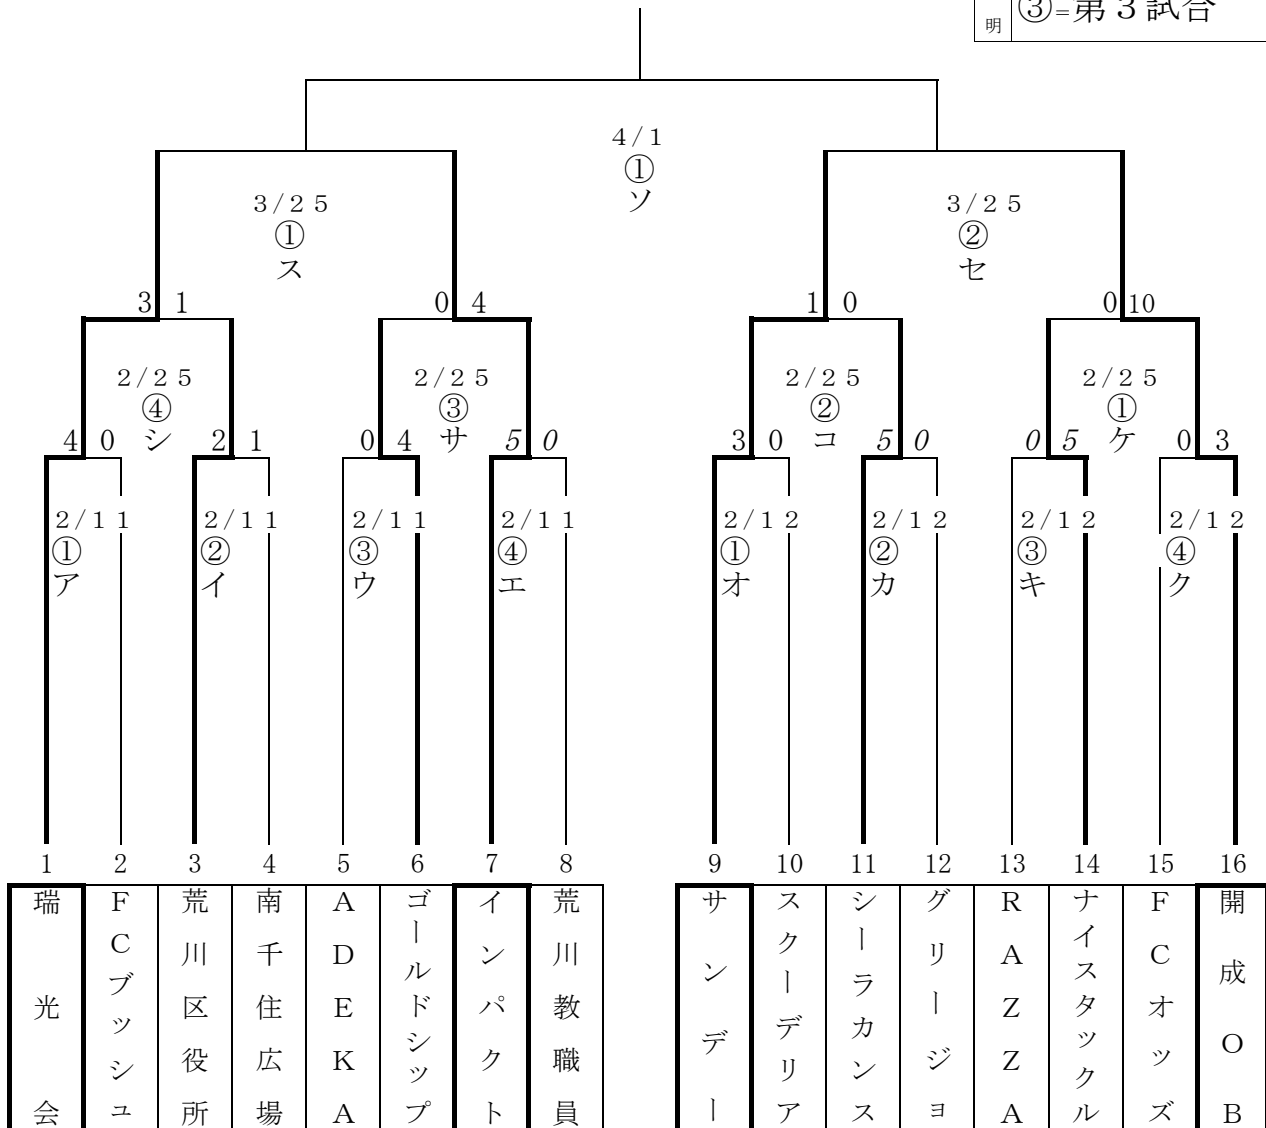 明
③=第３試合
4/1
①
ソ
3/25
①
ス
3/25
②
セ
3 1
0 4
1 0
0 10
2/25
④
シ
2/25
③
サ
2/25
②
コ
2/25
①
ケ
4 0
2 1
0 4
5 0
3 0
5 0
0 5
0 3
2/11
①
ア
2/11
②
イ
2/11
③
ウ
2/11
④
エ
2/12
①
オ
2/12
②
カ
2/12
③
キ
2/12
④
ク
1 2 3 4 5 6 7 8 9 10 11 12 13 14 15 16
瑞光会
FCブッシュ
荒川区役所
南千住広場
ADEKA
ゴールドシップ
インパクト
荒川教職員
サンデー
スクーデリア
シーラカンス
グリージョ
RAZZA
ナイスタックル
FCオッズ
開成OB